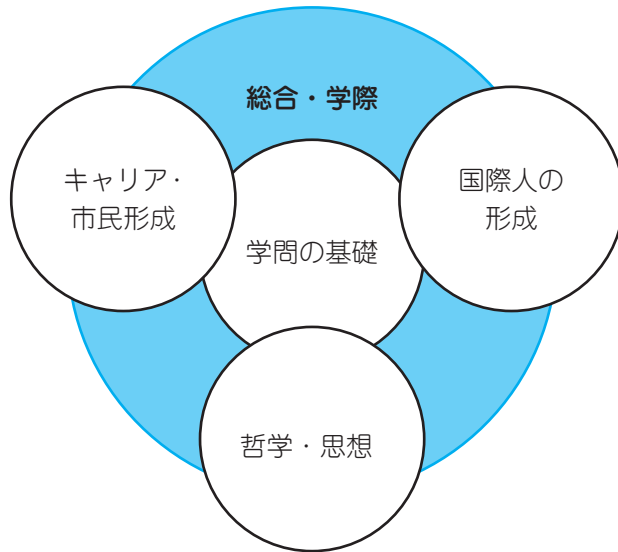 総合・学際
キャリア・
市民形成
国際人の
形成
学問の基礎
哲学・思想